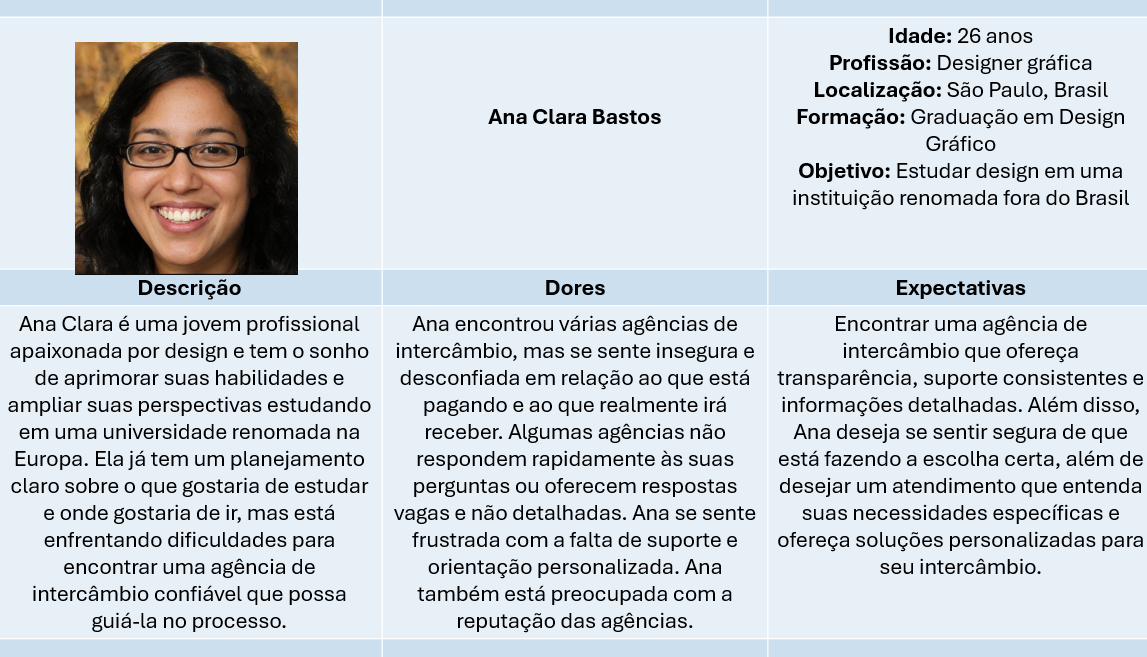 Ana Clara Bastos
Idade: 26 anos
Profissão: Designer gráfica
Localização: São Paulo, Brasil
Formação: Graduação em Design
Gráfico
Objetivo: Estudar design em uma
instituição renomada fora do Brasil
Descrição
Ana Clara é uma jovem profissional
apaixonada por design e tem o sonho
de aprimorar suas habilidades e
ampliar suas perspectivas estudando
em uma universidade renomada na
Europa. Ela já tem um planejamento
claro sobre o que gostaria de estudar
e onde gostaria de ir, mas está
enfrentando dificuldades para
encontrar uma agência de
intercâmbio confiável que possa
guiá-la no processo.
Dores
Ana encontrou várias agências de
intercâmbio, mas se sente insegura e
desconfiada em relação ao que está
pagando e ao que realmente irá
receber. Algumas agências não
respondem rapidamente às suas
perguntas ou oferecem respostas
vagas e não detalhadas. Ana se sente
frustrada com a falta de suporte e
orientação personalizada. Ana
também está preocupada com a
reputação das agências.
Expectativas
Encontrar uma agência de
intercâmbio que ofereça
transparência, suporte consistentes e
informações detalhadas. Além disso,
Ana deseja se sentir segura de que
está fazendo a escolha certa, além de
desejar um atendimento que entenda
suas necessidades específicas e
ofereça soluções personalizadas para
seu intercâmbio.